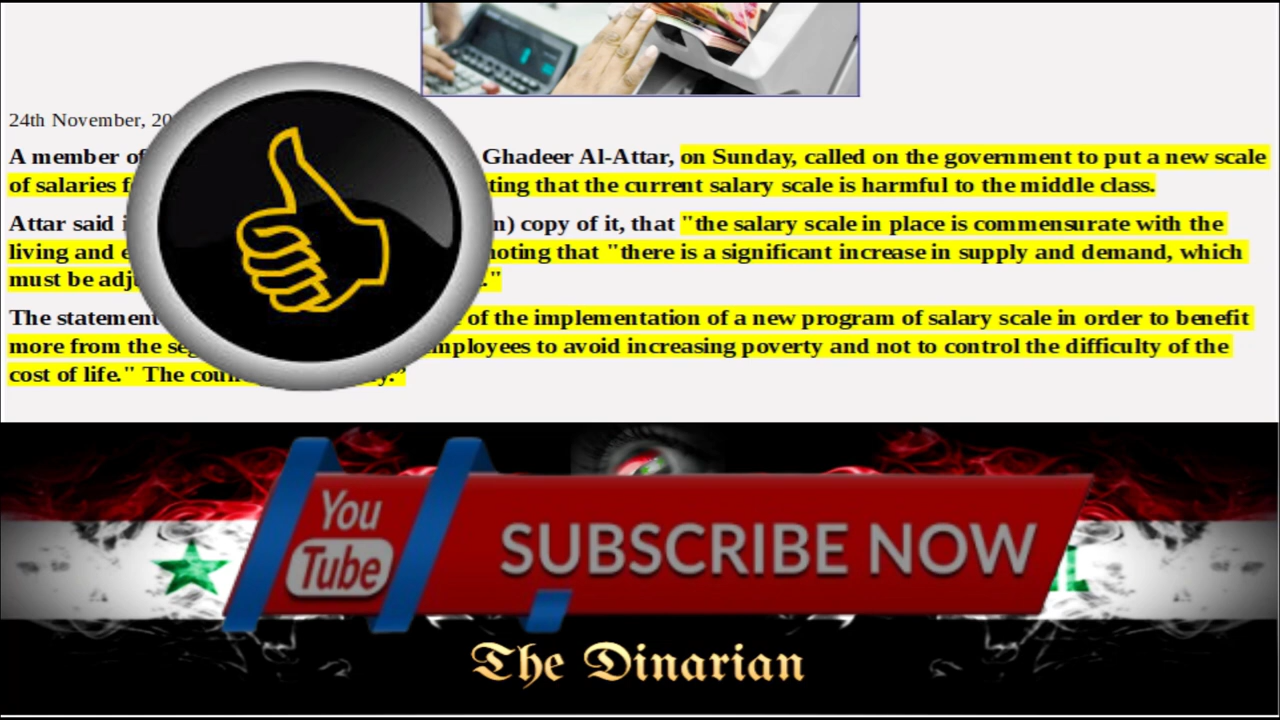 24th November, 20
A member of Ghadeer Al-Attar, on Sunday, called on the government to put a new scale
of salaries that the current salary scale is harmful to the middle class.
Attar said copy of it, that "the salary scale in place is commensurate with the
living and noting that "there is a significant increase in supply and demand, which
must be
The statement of the implementation of a new program of salary scale in order to benefit
more from the employees to avoid increasing poverty and not to control the difficulty of the
cost of life." The
You
Tube
SUBSCRIBE NOW
The Dinarian